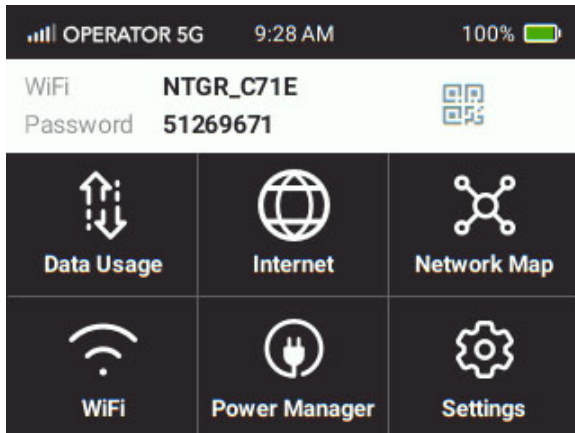 OPERATOR 5G 9:28 AM 100%
WiFi NTGR_C71E
Password 51269671
Data Usage Internet Network Map
WiFi Power Manager Settings